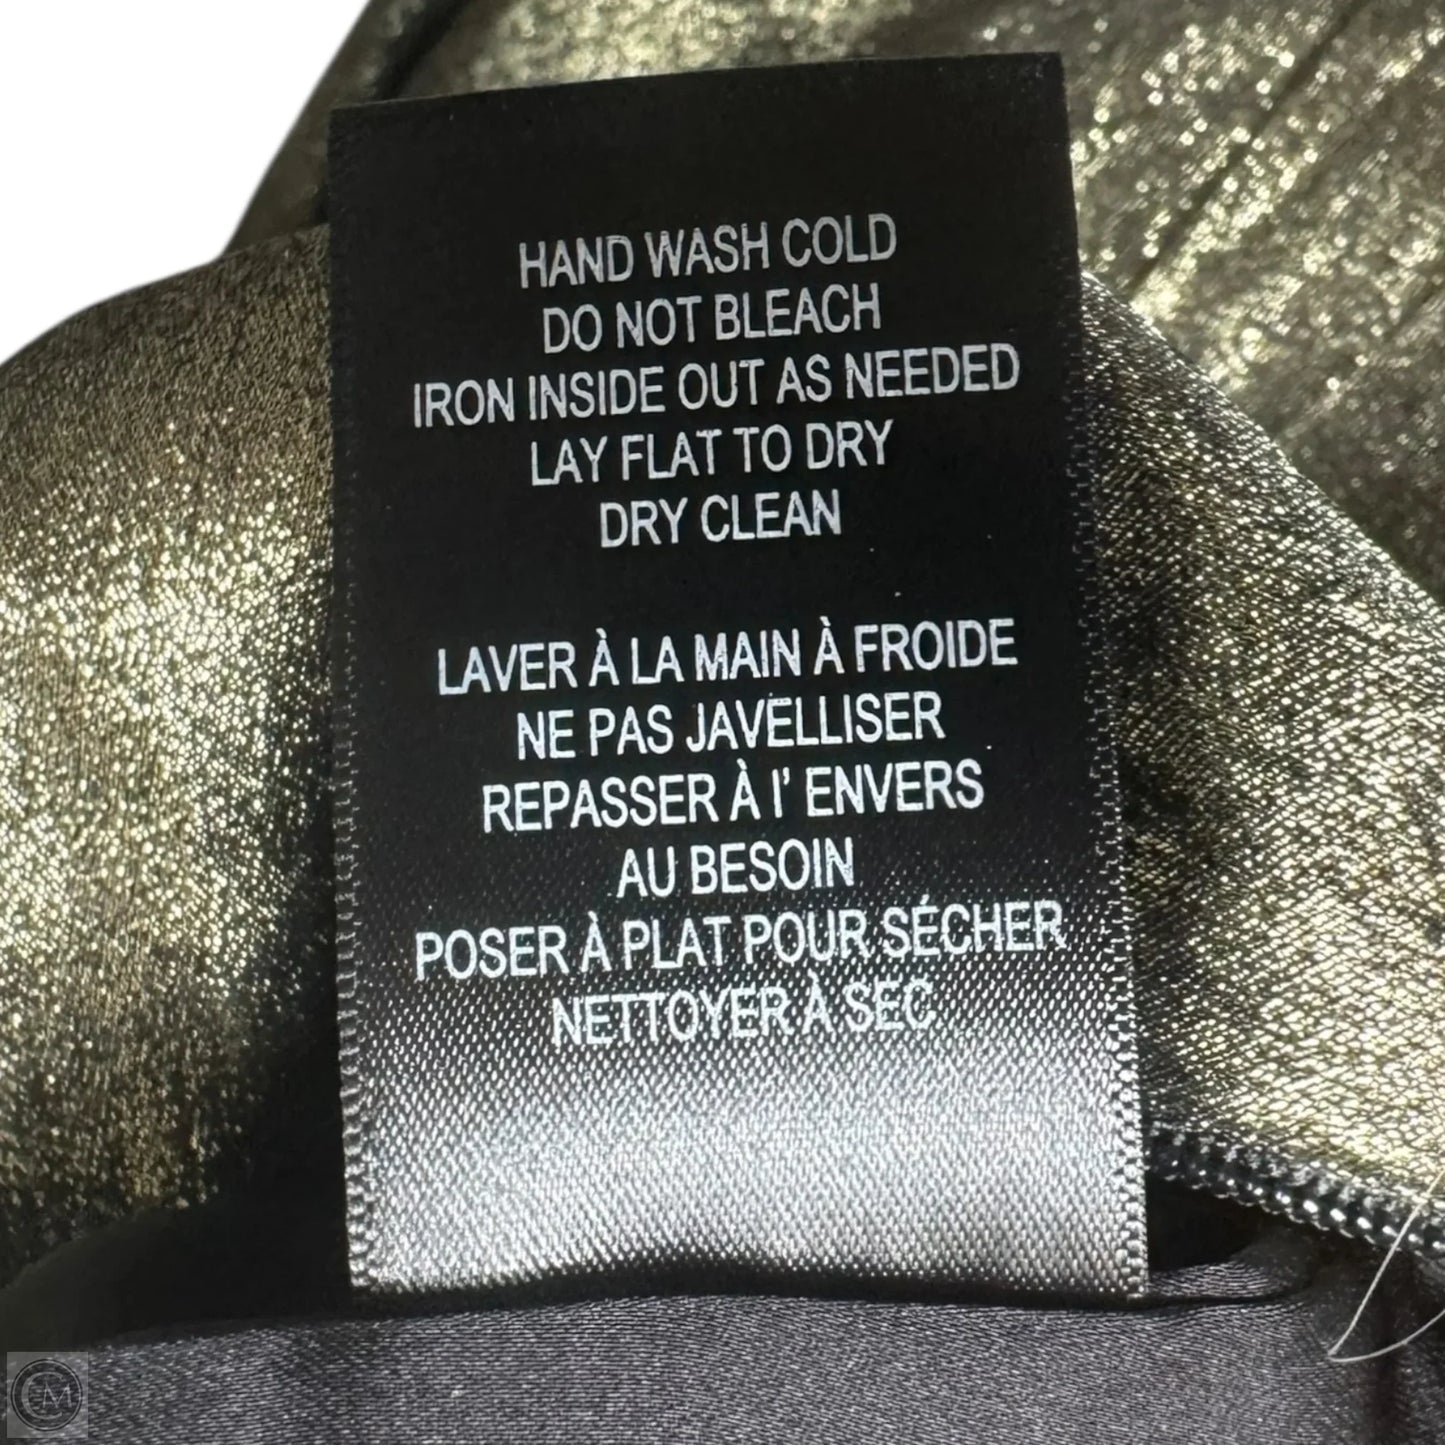 HAND WASH COLD
DO NOT BLEACH
IRON INSIDE OUT AS NEEDED
LAY FLAT TO DRY
DRY CLEAN
LAVER À LA MAIN À FROIDE
NE PAS JAVELLISER
REPASSER À l' ENVERS
AU BESOIN
POSER À PLAT POUR SÉCHER
NETTOYER À SEC
CM